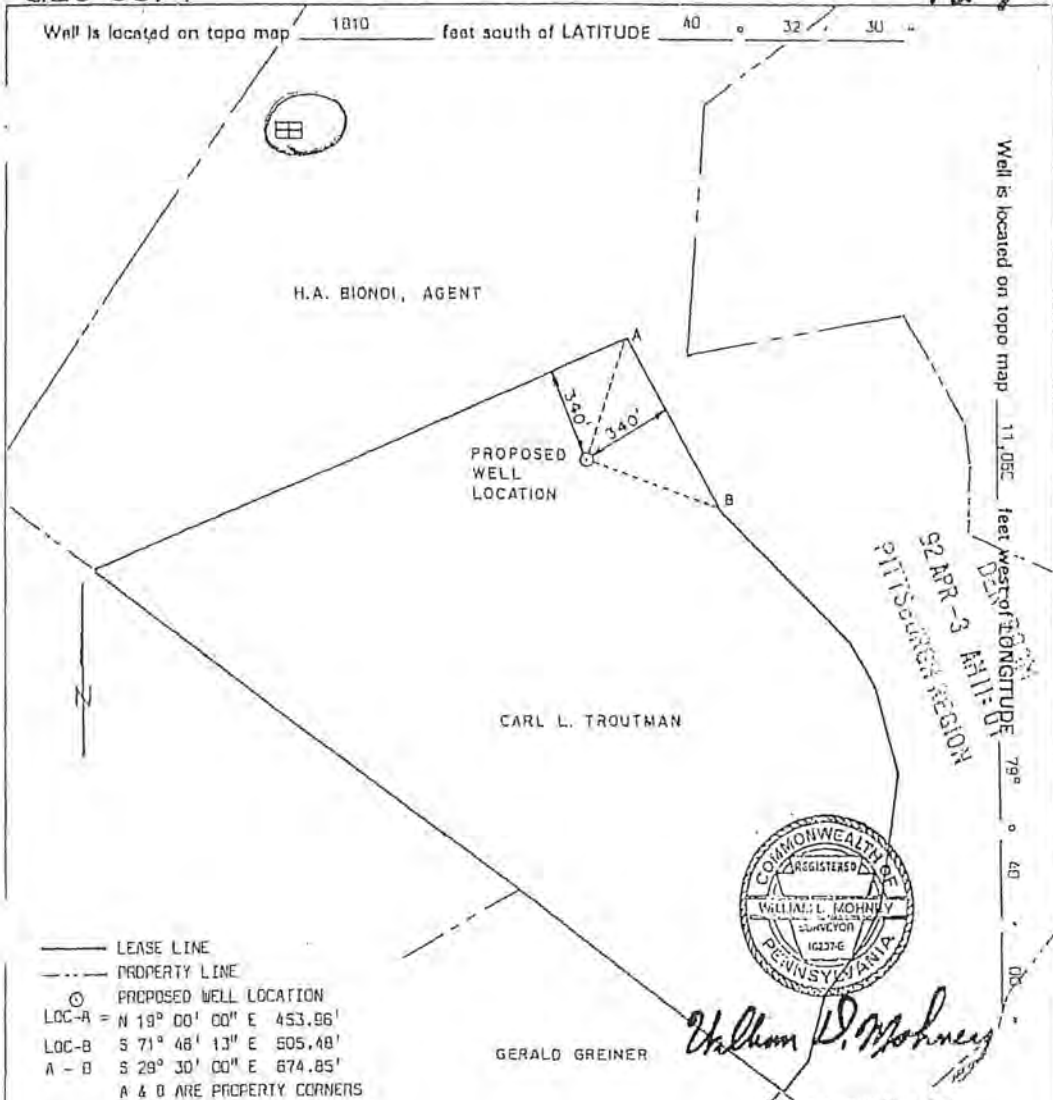 Well is located on topo map 1810 feet south of LATITUDE 40 ° 32 ' 30 "
Well is located on topo map 11,050 feet west of LONGITUDE 79° ° 40 ' 00 "
H.A. BIONDI, AGENT
A
340'
340'
PROPOSED
WELL
LOCATION
B
92 APR -3 AM 11:01
PITTSBURGH REGION
N
CARL L. TROUTMAN
COMMONWEALTH OF
REGISTERED
WILLIAM L. MOHNEY
SURVEYOR
PENNSYLVANIA
William D. Mohney
LEASE LINE
PROPERTY LINE
PROPOSED WELL LOCATION
LOC-A = N 19° 00' 00" E 453.96'
LOC-B S 71° 48' 13" E 505.48'
A - B S 29° 30' 00" E 674.85'
A & B ARE PROPERTY CORNERS
GERALD GREINER